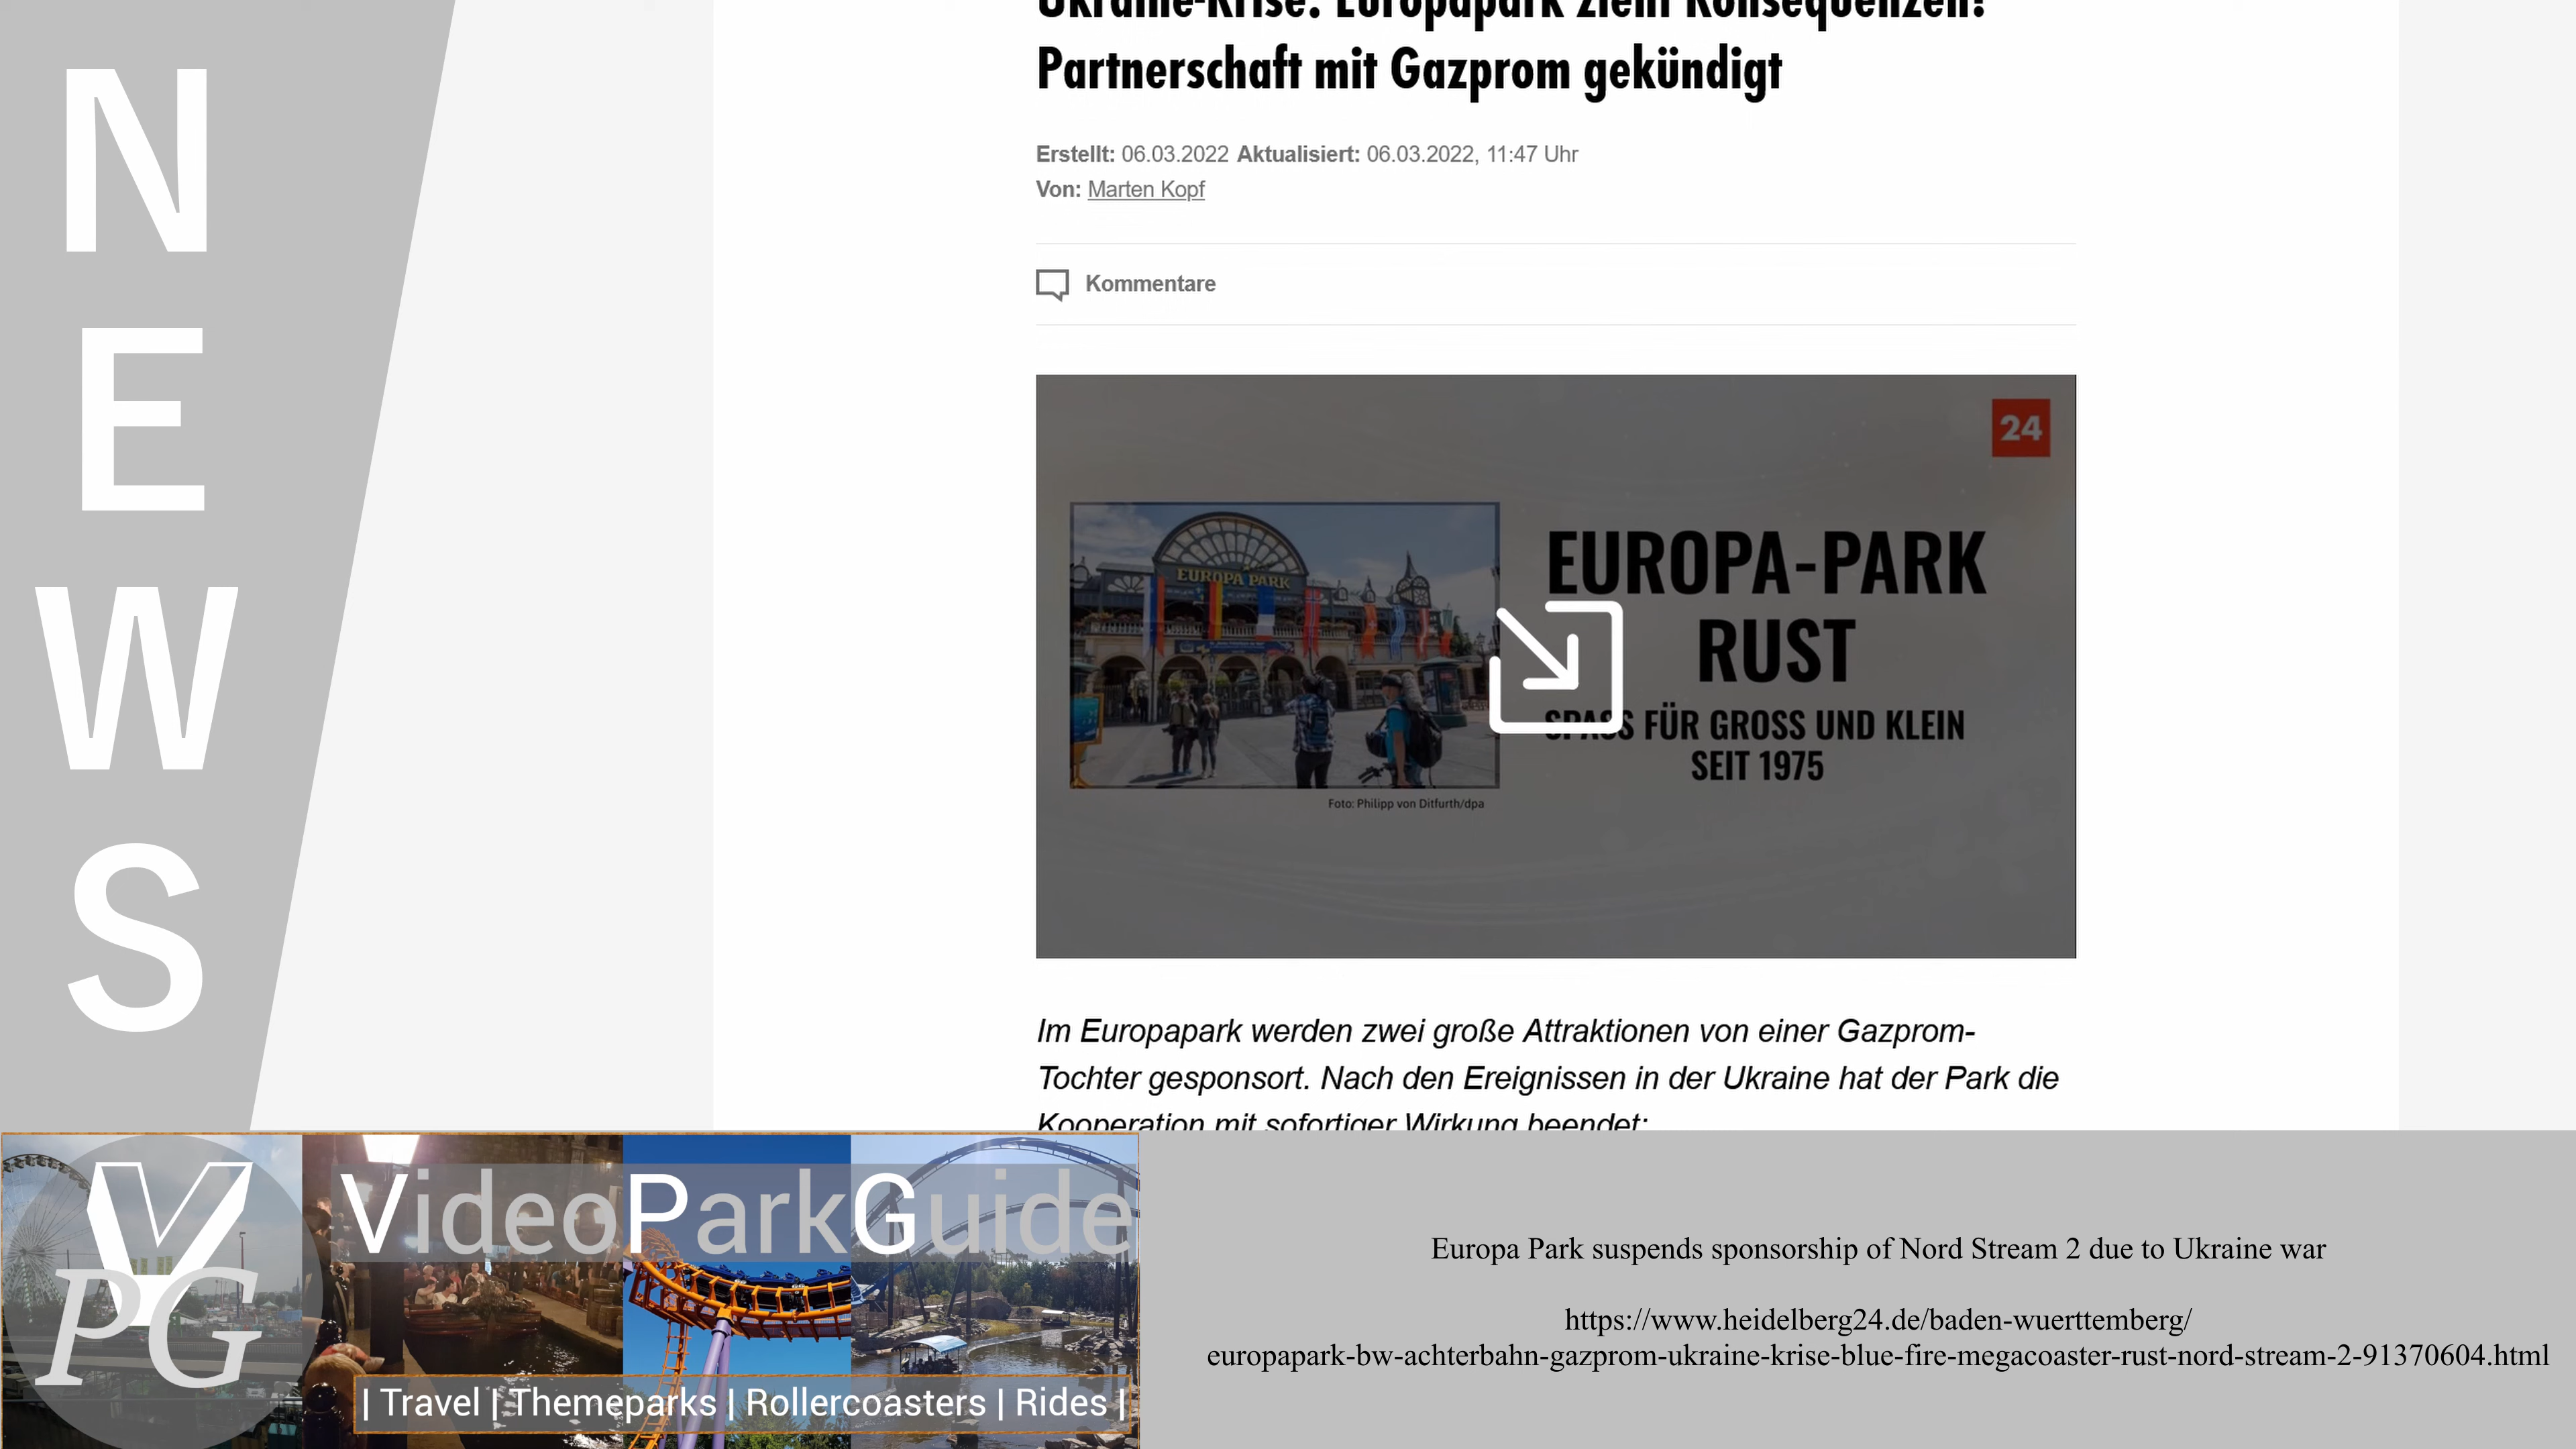 NEWS
Ukraine-Krise: Europapark zieht Konsequenzen!
Partnerschaft mit Gazprom gekündigt
Erstellt: 06.03.2022 Aktualisiert: 06.03.2022, 11:47 Uhr
Von: Marten Kopf
Kommentare
24
EUROPA PARK
EUROPA-PARK
RUST
SPASS FÜR GROSS UND KLEIN
SEIT 1975
Foto: Philipp von Ditfurth/dpa
Im Europapark werden zwei große Attraktionen von einer Gazprom-
Tochter gesponsort. Nach den Ereignissen in der Ukraine hat der Park die
Kooperation mit sofortiger Wirkung beendet:
VPG
VideoParkGuide
| Travel | Themeparks | Rollercoasters | Rides |
Europa Park suspends sponsorship of Nord Stream 2 due to Ukraine war
https://www.heidelberg24.de/baden-wuerttemberg/
europapark-bw-achterbahn-gazprom-ukraine-krise-blue-fire-megacoaster-rust-nord-stream-2-91370604.html